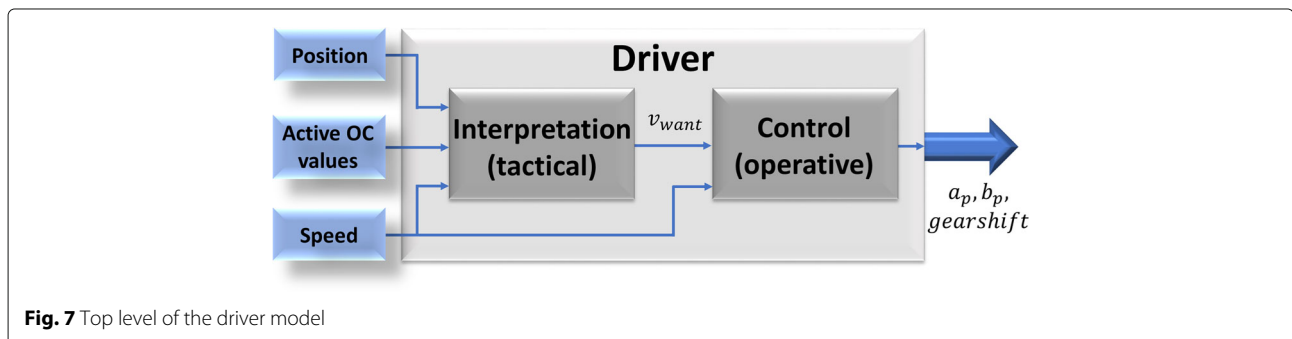 Position
Driver
Active OC
values
Interpretation
(tactical)
v_want
Control
(operative)
Speed
a_p, b_p,
gearshift
Fig. 7 Top level of the driver model